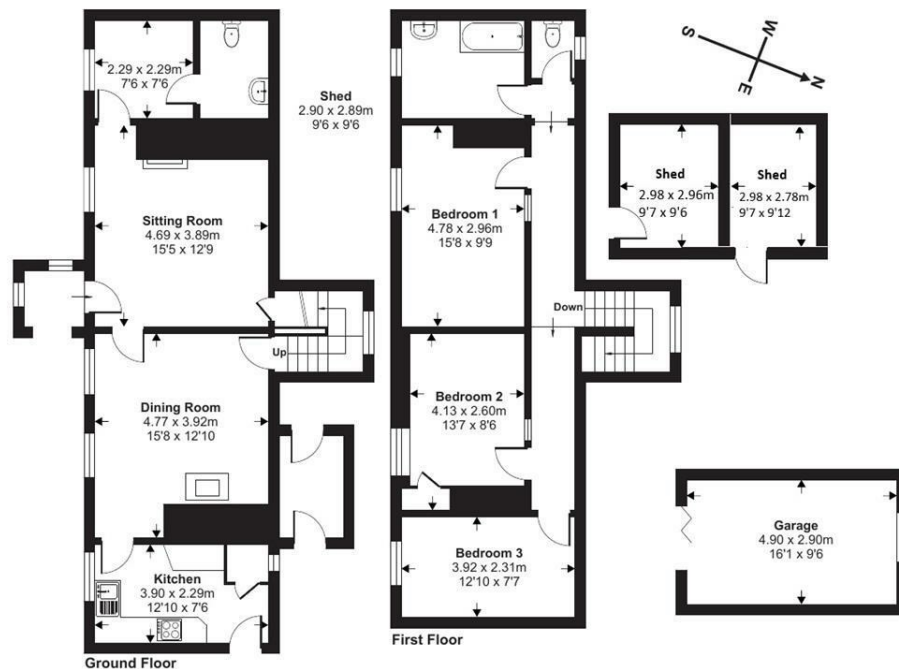 2.29 x 2.29m
7'6 x 7'6
Shed
2.90 x 2.89m
9'6 x 9'6
Sitting Room
4.69 x 3.89m
15'5 x 12'9
Up
Dining Room
4.77 x 3.92m
15'8 x 12'10
Kitchen
3.90 x 2.29m
12'10 x 7'6
Ground Floor
Bedroom 1
4.78 x 2.96m
15'8 x 9'9
Down
Bedroom 2
4.13 x 2.60m
13'7 x 8'6
Bedroom 3
3.92 x 2.31m
12'10 x 7'7
First Floor
S
W
E
N
Shed
2.98 x 2.96m
9'7 x 9'6
Shed
2.98 x 2.78m
9'7 x 9'12
Garage
4.90 x 2.90m
16'1 x 9'6